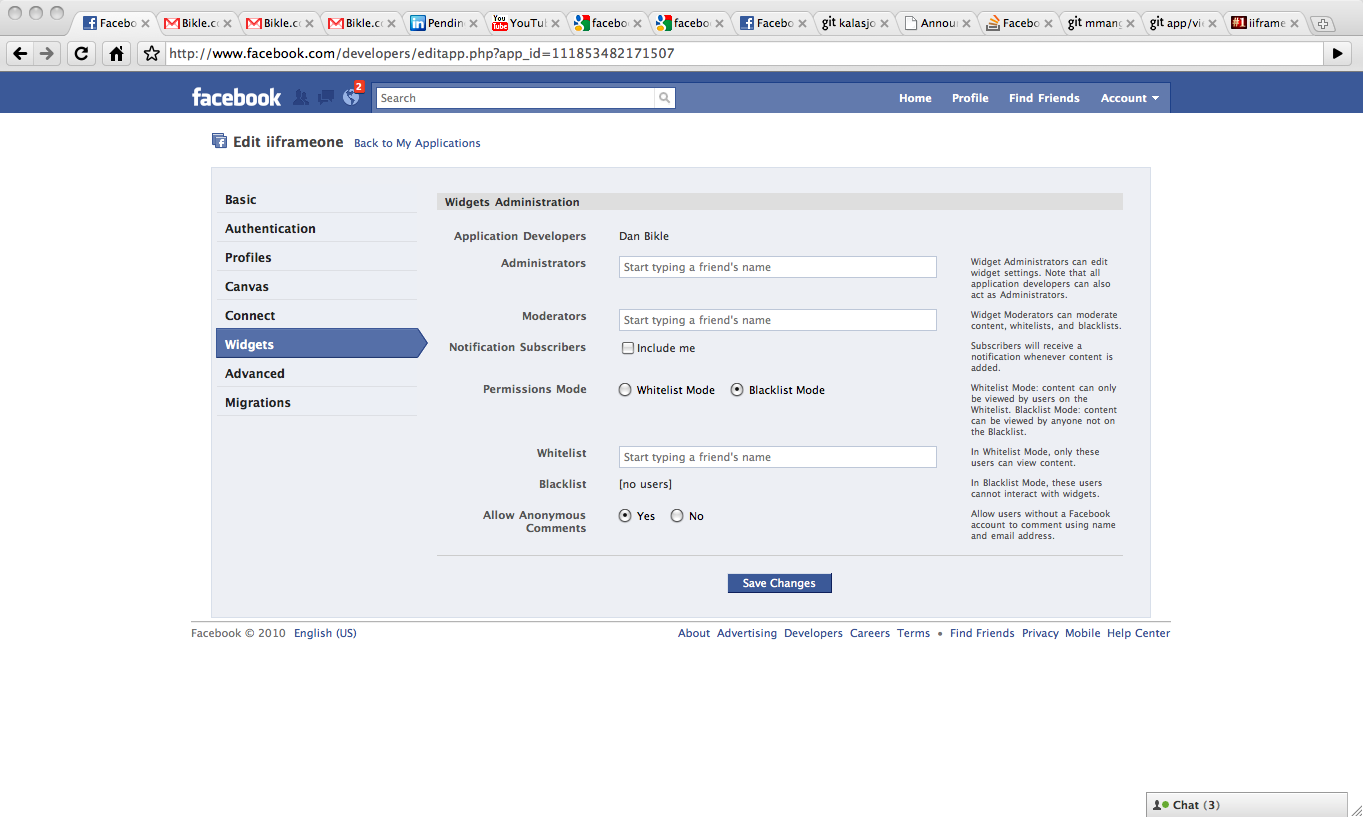 Facebo
Bikle.c
Bikle.c
Bikle.c
in Pendin
You Tube YouTu
facebo
facebo
Facebo
git kalasjo
Annou
Facebo
git mmang
git app/vie
#1 iiframe
http://www.facebook.com/developers/editapp.php?app_id=111853482171507
facebook
2
Search
Home Profile Find Friends Account
Edit iiframeone Back to My Applications
Basic
Authentication
Profiles
Canvas
Connect
Widgets
Advanced
Migrations
Widgets Administration
Application Developers Dan Bikle
Administrators Start typing a friend's name
Widget Administrators can edit
widget settings. Note that all
application developers can also
act as Administrators.
Moderators Start typing a friend's name
Widget Moderators can moderate
content, whitelists, and blacklists.
Notification Subscribers Include me
Subscribers will receive a
notification whenever content is
added.
Permissions Mode Whitelist Mode Blacklist Mode
Whitelist Mode: content can only
be viewed by users on the
Whitelist. Blacklist Mode: content
can be viewed by anyone not on
the Blacklist.
Whitelist Start typing a friend's name
In Whitelist Mode, only these
users can view content.
Blacklist [no users]
In Blacklist Mode, these users
cannot interact with widgets.
Allow Anonymous
Comments
Yes No
Allow users without a Facebook
account to comment using name
and email address.
Save Changes
Facebook © 2010 English (US)
About Advertising Developers Careers Terms • Find Friends Privacy Mobile Help Center
Chat (3)